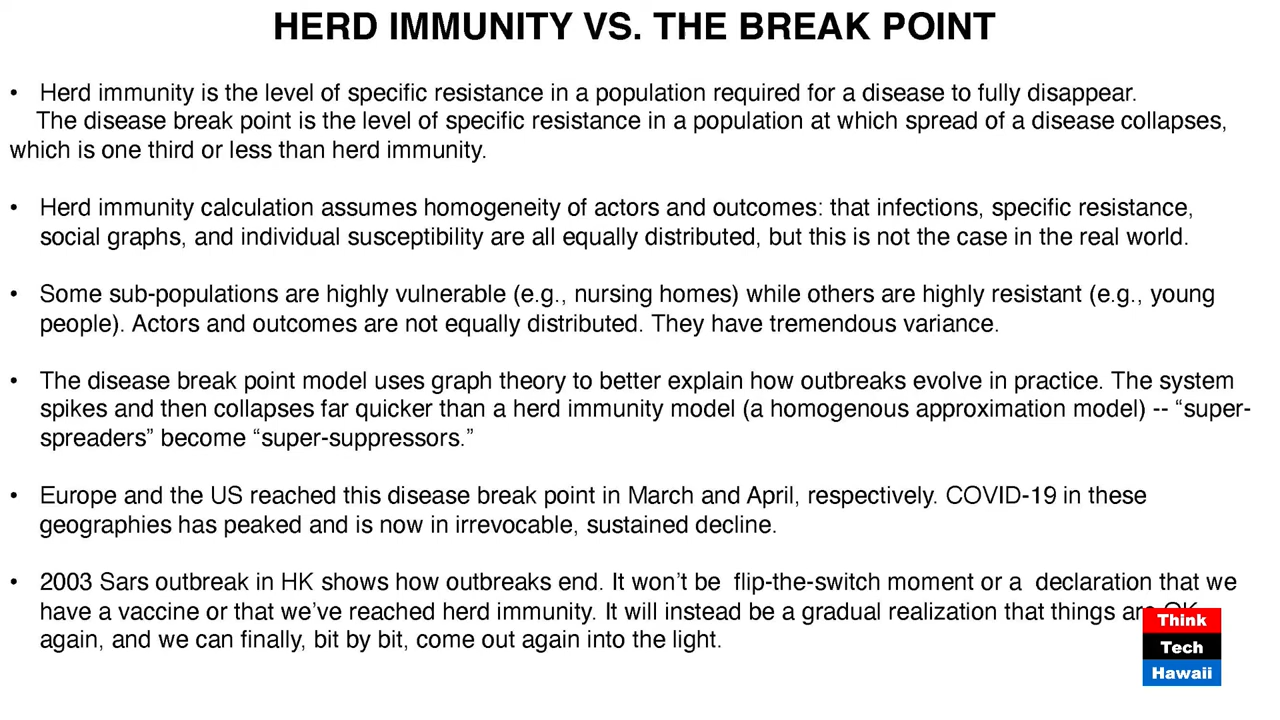 HERD IMMUNITY VS. THE BREAK POINT
• Herd immunity is the level of specific resistance in a population required for a disease to fully disappear.
The disease break point is the level of specific resistance in a population at which spread of a disease collapses,
which is one third or less than herd immunity.
• Herd immunity calculation assumes homogeneity of actors and outcomes: that infections, specific resistance,
social graphs, and individual susceptibility are all equally distributed, but this is not the case in the real world.
• Some sub-populations are highly vulnerable (e.g., nursing homes) while others are highly resistant (e.g., young
people). Actors and outcomes are not equally distributed. They have tremendous variance.
• The disease break point model uses graph theory to better explain how outbreaks evolve in practice. The system
spikes and then collapses far quicker than a herd immunity model (a homogenous approximation model) -- “super-
spreaders” become “super-suppressors.”
• Europe and the US reached this disease break point in March and April, respectively. COVID-19 in these
geographies has peaked and is now in irrevocable, sustained decline.
• 2003 Sars outbreak in HK shows how outbreaks end. It won’t be flip-the-switch moment or a declaration that we
have a vaccine or that we’ve reached herd immunity. It will instead be a gradual realization that things are OK
again, and we can finally, bit by bit, come out again into the light.
Think
Tech
Hawaii